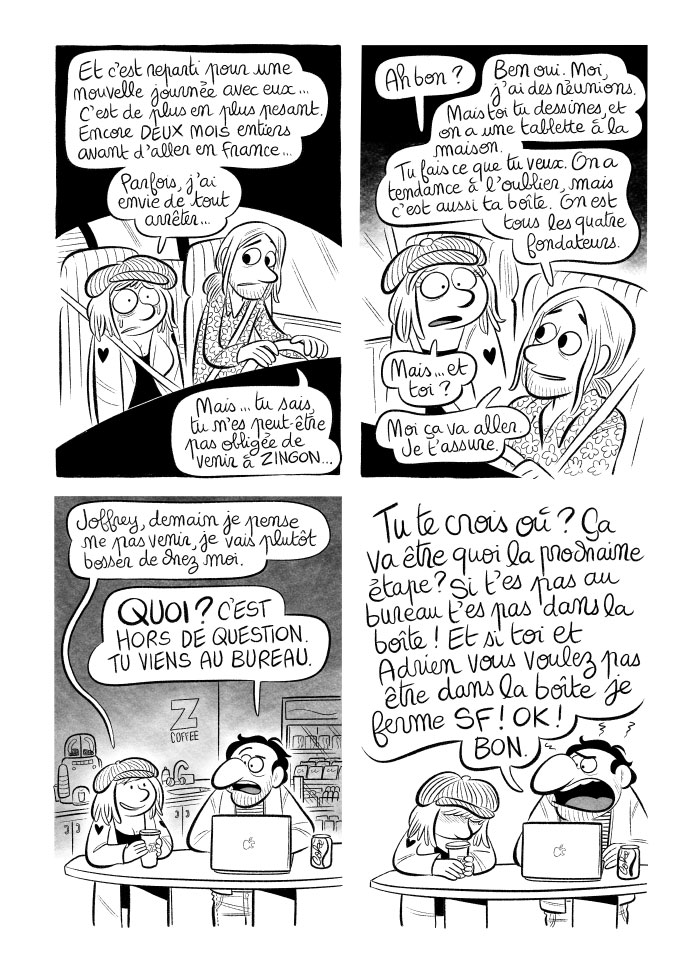 Et c'est reparti pour une
nouvelle journée avec eux...
C'est de plus en plus pesant.
Encore DEUX MOIS entiers
avant d'aller en France...
Parfois, j'ai
envie de tout
arrêter...
Mais... tu sais,
tu n'es peut-être
pas obligée de
venir à ZINGON...
Ah bon ?
Ben oui. Moi,
j'ai des réunions.
Mais toi tu dessines, et
on a une tablette à la
maison.
Tu fais ce que tu veux. On a
tendance à l'oublier, mais
c'est aussi ta boîte. On est
tous les quatre
fondateurs.
Mais... et
toi ?
Moi ça va aller.
Je t'assure.
Joffrey, demain je pense
ne pas venir, je vais plutôt
bosser de chez moi.
QUOI ? C'EST
HORS DE QUESTION.
TU VIENS AU BUREAU.
Z
COFFEE
Tu te crois où ? Ça
va être quoi la prochaine
étape ? Si t'es pas au
bureau t'es pas dans la
boîte ! Et si toi et
Adrien vous voulez pas
être dans la boîte je
ferme SF ! OK !
BON.